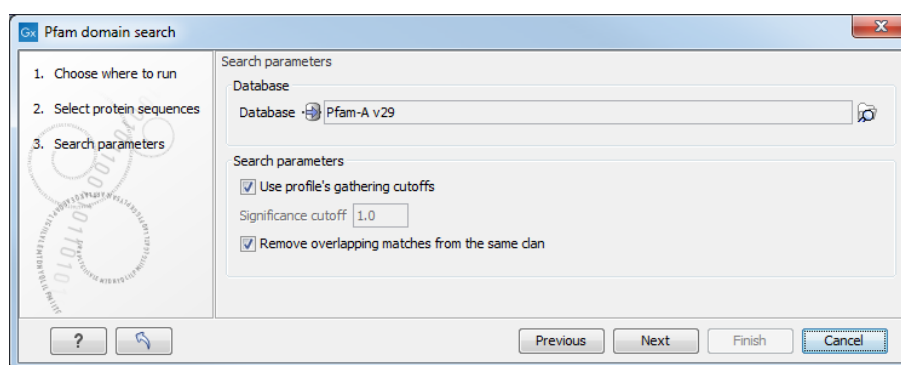 Gx Pfam domain search
1. Choose where to run
2. Select protein sequences
3. Search parameters
Search parameters
Database
Database Pfam-A v29
Search parameters
Use profile's gathering cutoffs
Significance cutoff 1.0
Remove overlapping matches from the same clan
? Previous Next Finish Cancel